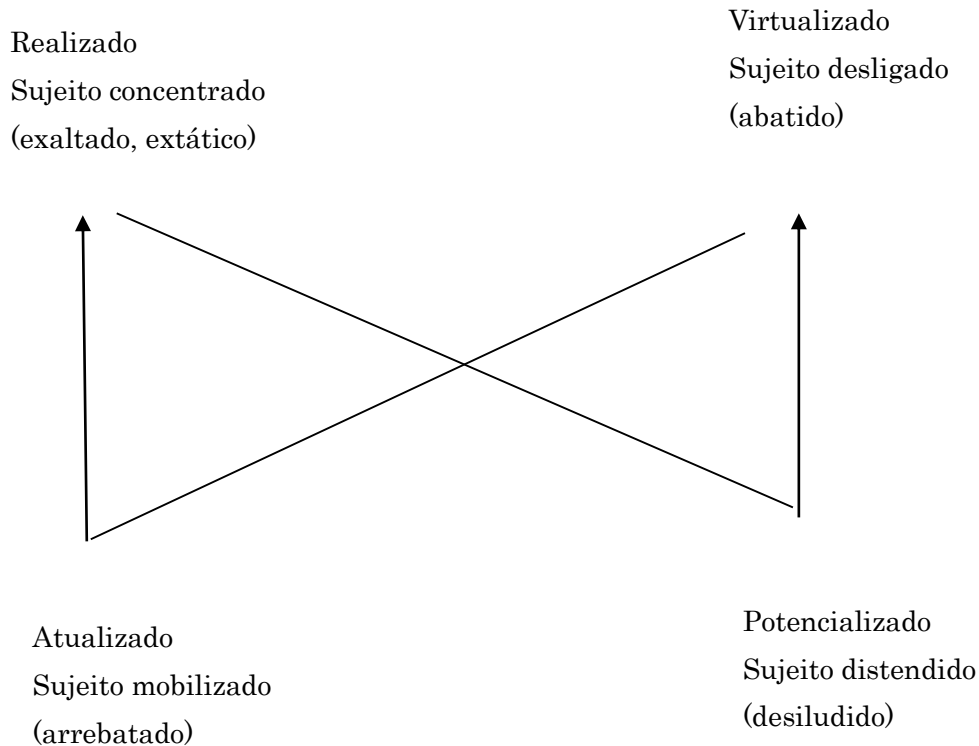 Realizado
Sujeito concentrado
(exaltado, extático)
Virtualizado
Sujeito desligado
(abatido)
Atualizado
Sujeito mobilizado
(arrebatado)
Potencializado
Sujeito distendido
(desiludido)